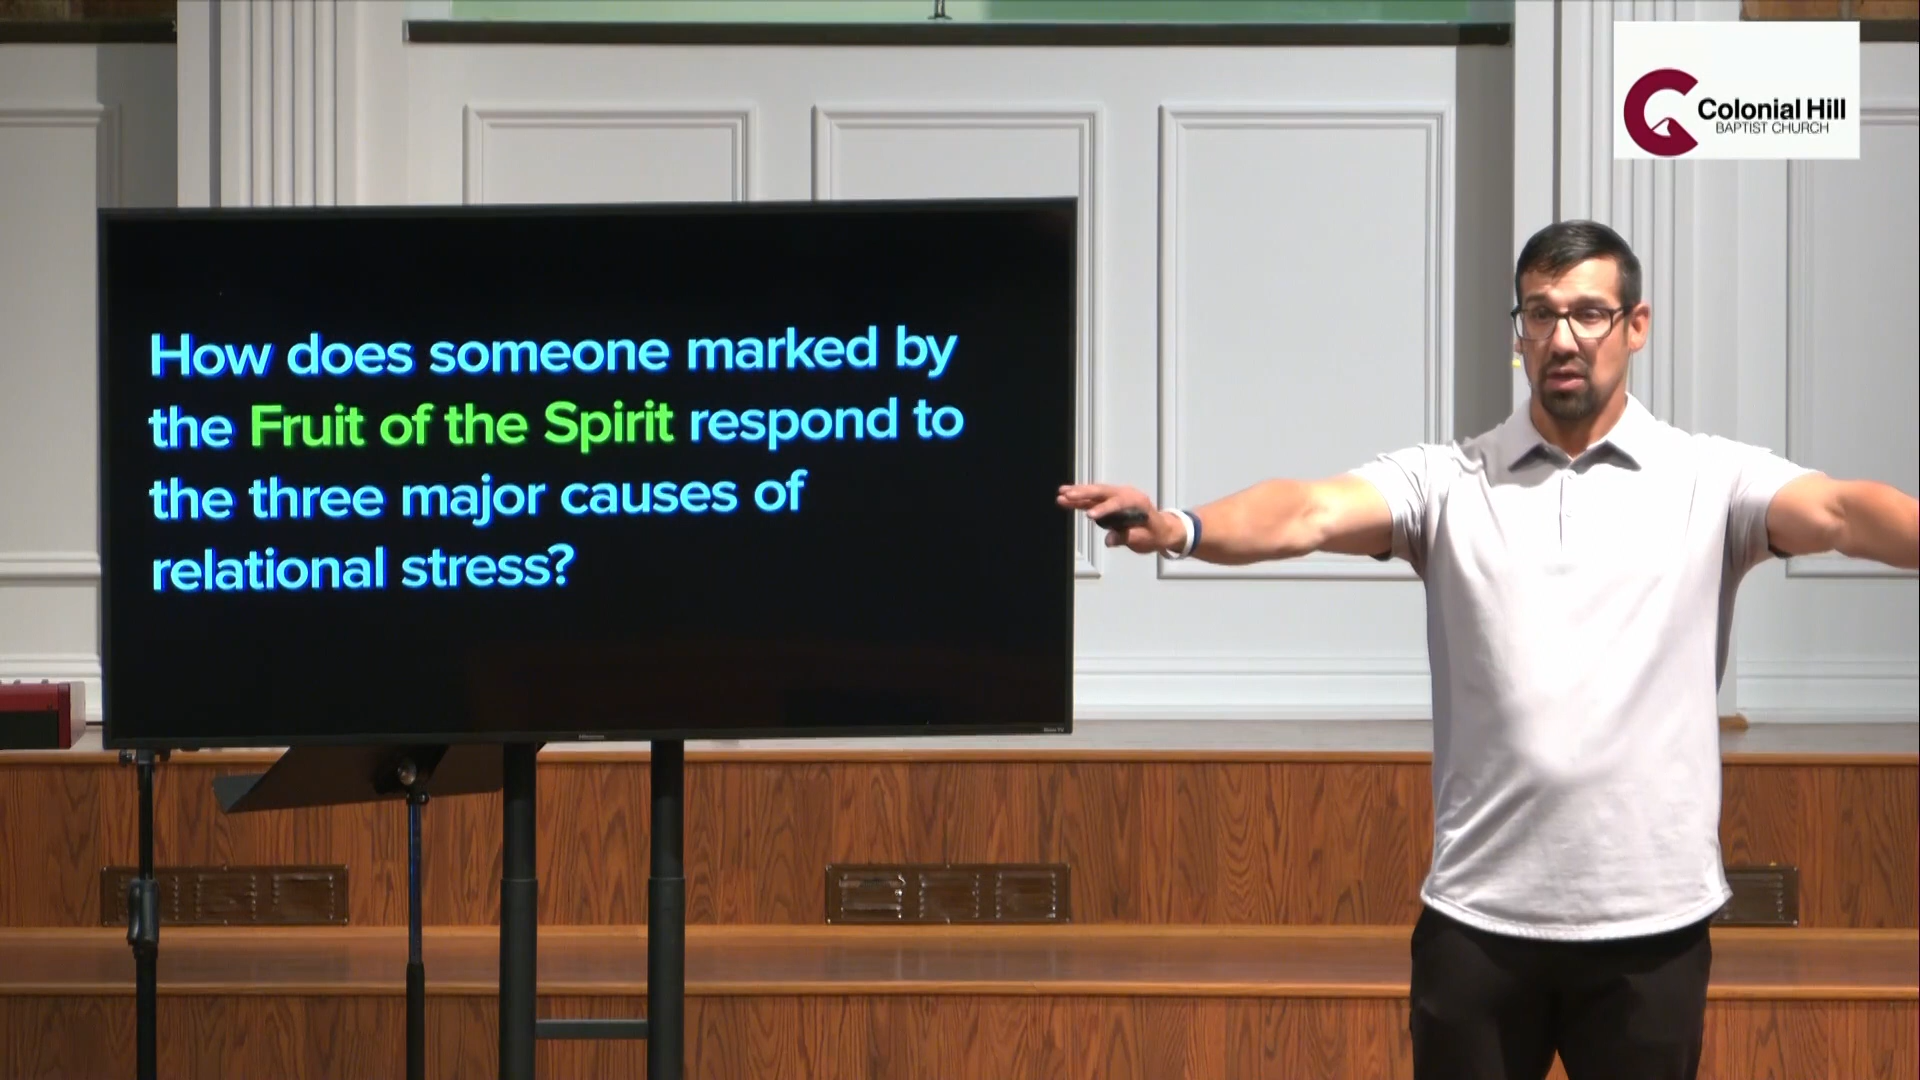 Colonial Hill
BAPTIST CHURCH
How does someone marked by
the Fruit of the Spirit respond to
the three major causes of
relational stress?